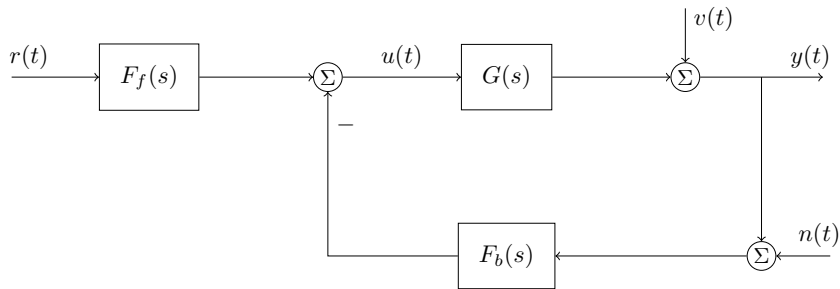 v(t)
r(t)
F_f(s)
Σ
u(t)
G(s)
Σ
y(t)
−
F_b(s)
Σ
n(t)